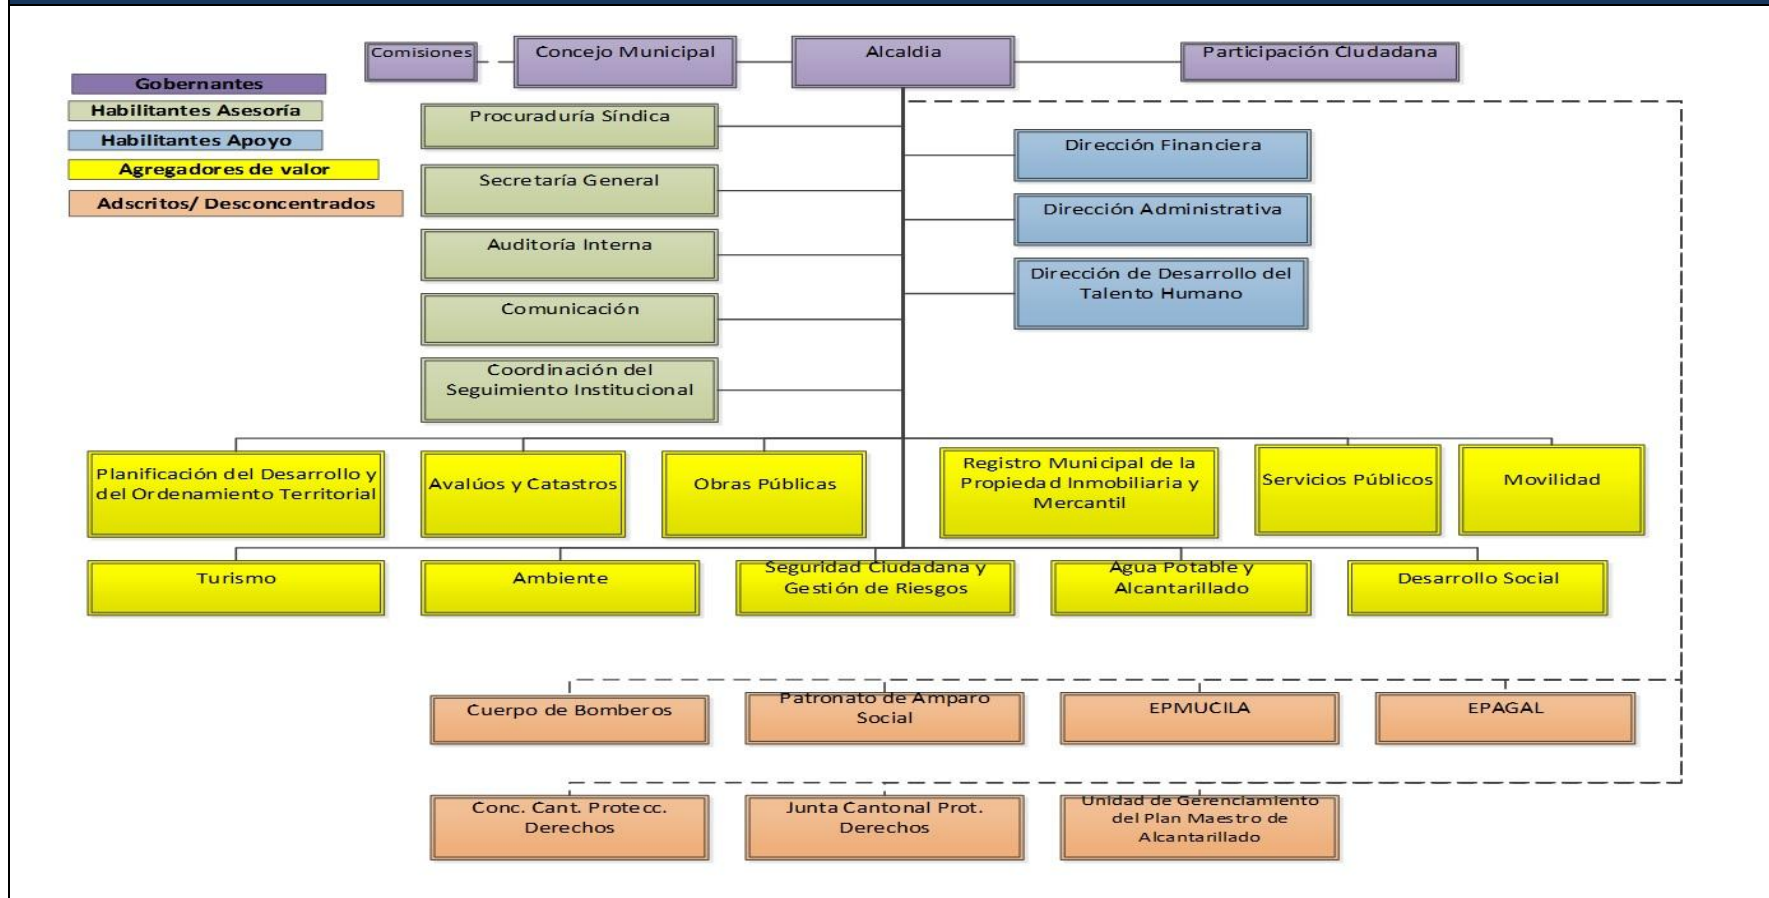 Comisiones
Concejo Municipal
Alcaldia
Participación Ciudadana
Gobernantes
Habilitantes Asesoría
Habilitantes Apoyo
Agregadores de valor
Adscritos/ Desconcentrados
Procuraduría Síndica
Secretaría General
Auditoría Interna
Comunicación
Coordinación del
Seguimiento Institucional
Dirección Financiera
Dirección Administrativa
Dirección de Desarrollo del
Talento Humano
Planificación del Desarrollo y
del Ordenamiento Territorial
Avalúos y Catastros
Obras Públicas
Registro Municipal de la
Propiedad Inmobiliaria y
Mercantil
Servicios Públicos
Movilidad
Turismo
Ambiente
Seguridad Ciudadana y
Gestión de Riesgos
Agua Potable y
Alcantarillado
Desarrollo Social
Cuerpo de Bomberos
Patronato de Amparo
Social
EPMUCILA
EPAGAL
Conc. Cant. Protecc.
Derechos
Junta Cantonal Prot.
Derechos
Unidad de Gerenciamiento
del Plan Maestro de
Alcantarillado